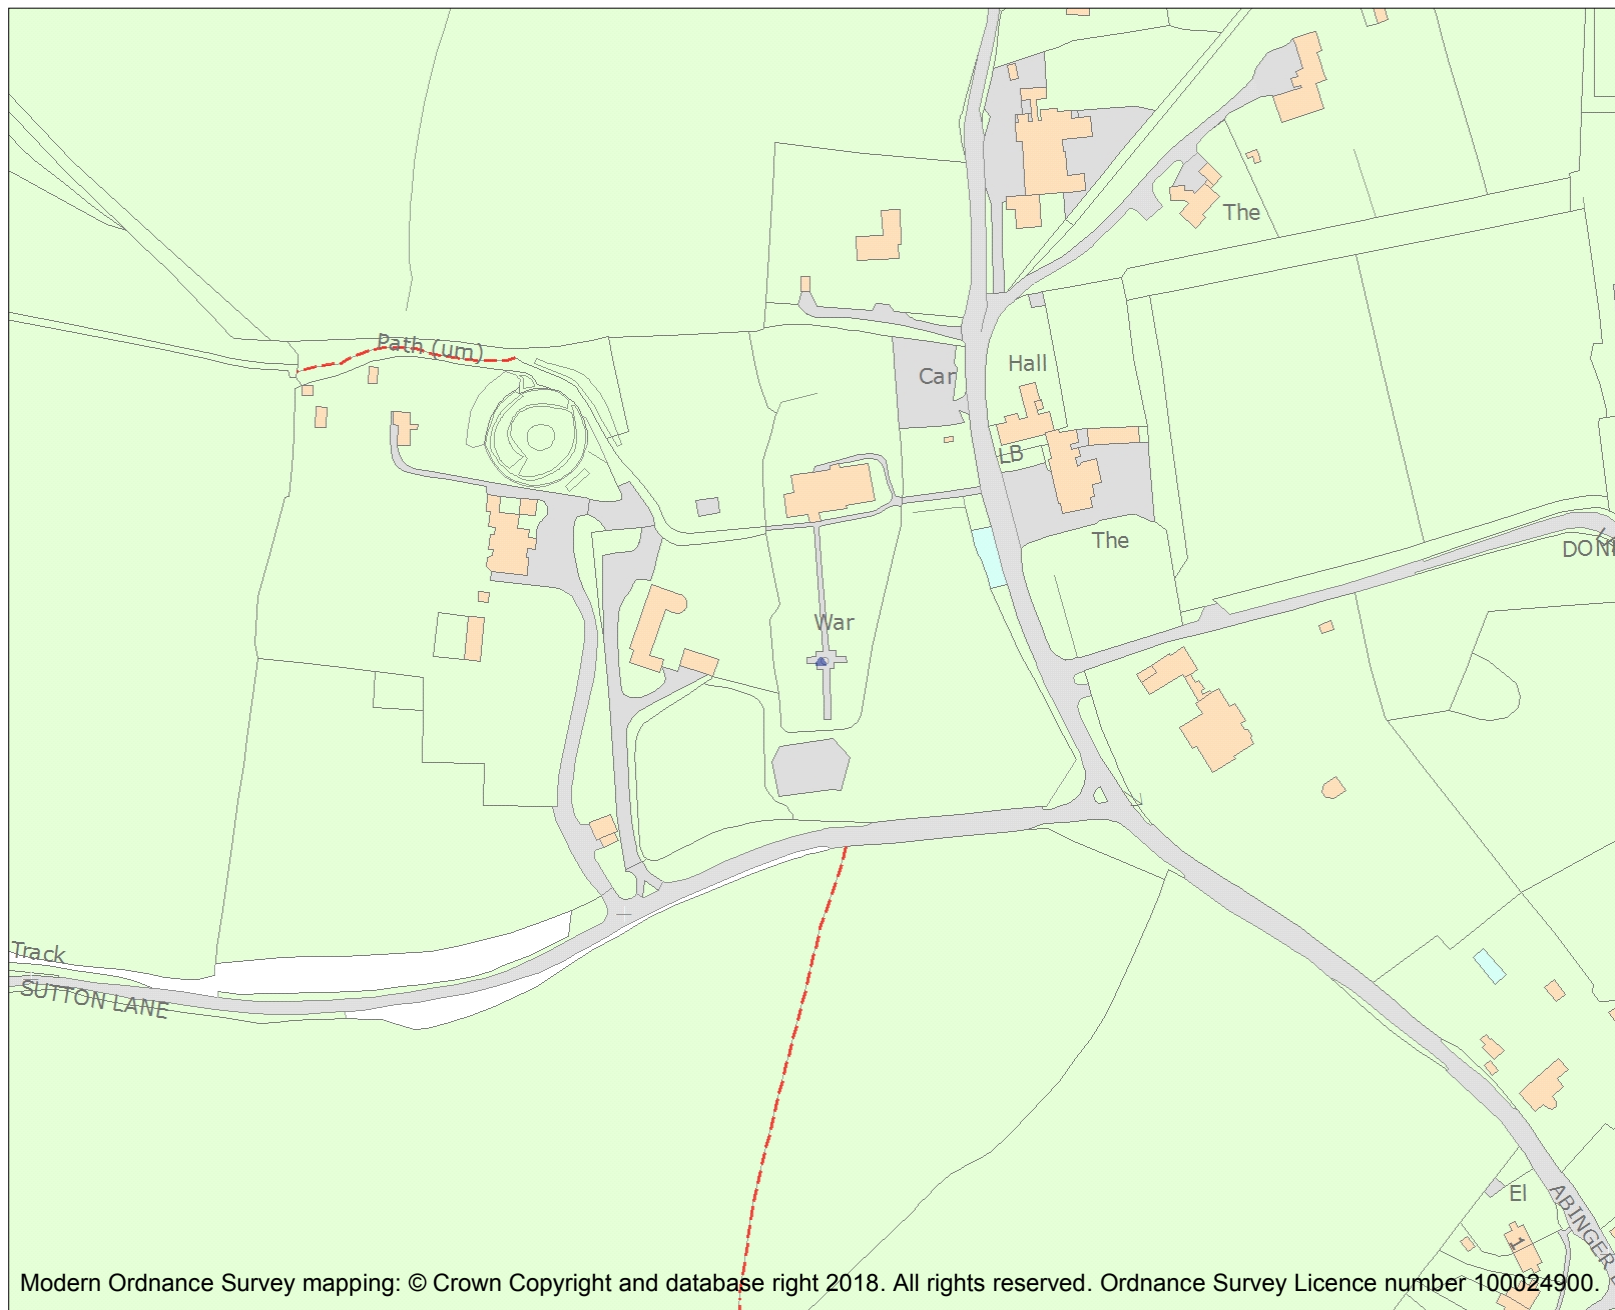 The
Path (um)
Hall
Car
LB
The
DON
War
Track
SUTTON LANE
El
ABINGER
1
Modern Ordnance Survey mapping: © Crown Copyright and database right 2018. All rights reserved. Ordnance Survey Licence number 100024900.